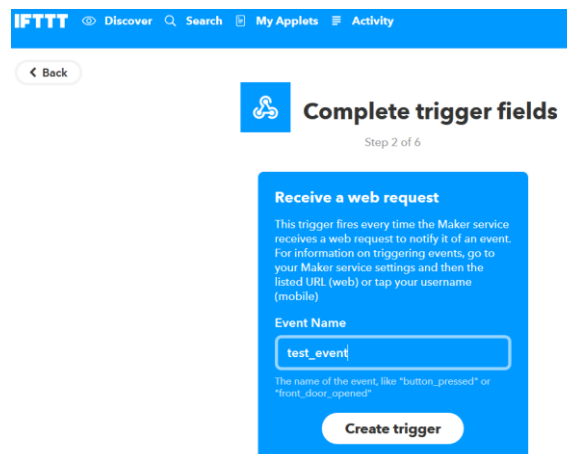 IFTTT Discover Search My Applets Activity
Back
Complete trigger fields
Step 2 of 6
Receive a web request
This trigger fires every time the Maker service
receives a web request to notify it of an event.
For information on triggering events, go to
your Maker service settings and then the
listed URL (web) or tap your username
(mobile)
Event Name
test_event
The name of the event, like "button_pressed" or
"front_door_opened"
Create trigger